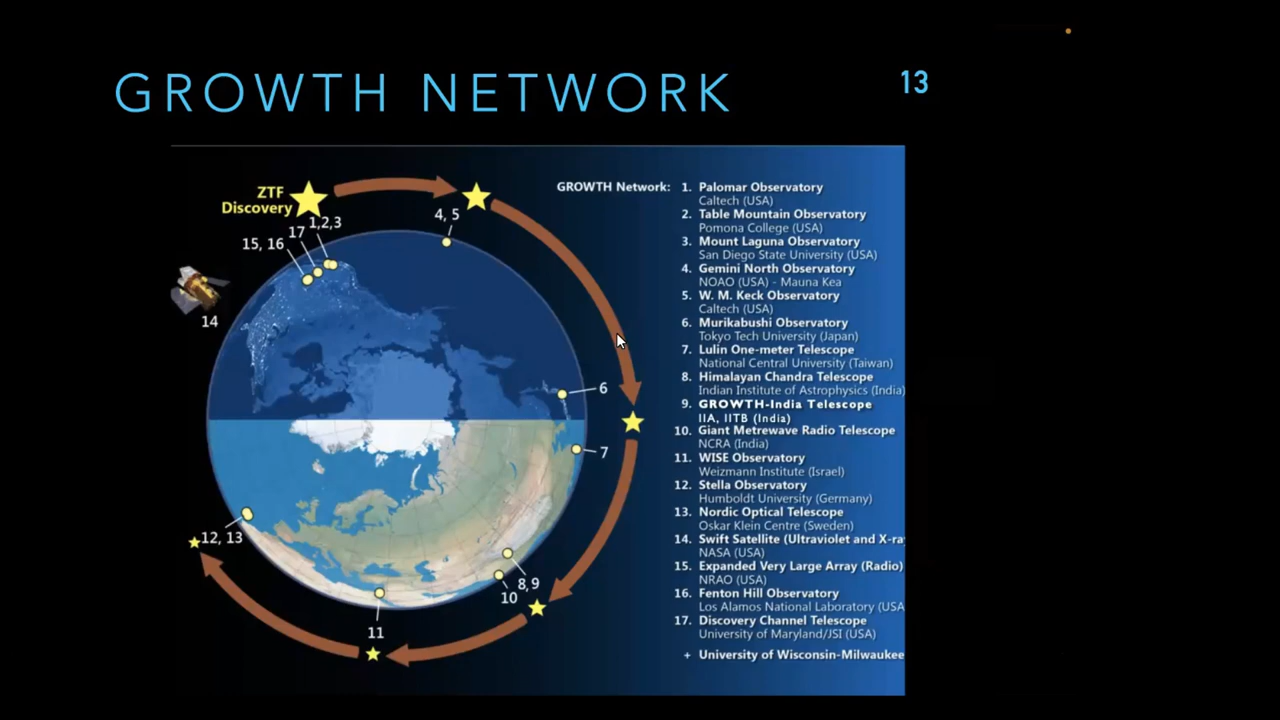 GROWTH NETWORK
13
ZTF
Discovery
1,2,3
17
15, 16
4, 5
14
6
7
12, 13
8,9
10
11
GROWTH Network:
1. Palomar Observatory
Caltech (USA)
2. Table Mountain Observatory
Pomona College (USA)
3. Mount Laguna Observatory
San Diego State University (USA)
4. Gemini North Observatory
NOAO (USA) - Mauna Kea
5. W. M. Keck Observatory
Caltech (USA)
6. Murikabushi Observatory
Tokyo Tech University (Japan)
7. Lulin One-meter Telescope
National Central University (Taiwan)
8. Himalayan Chandra Telescope
Indian Institute of Astrophysics (India)
9. GROWTH-India Telescope
IIA, IITB (India)
10. Giant Metrewave Radio Telescope
NCRA (India)
11. WISE Observatory
Weizmann Institute (Israel)
12. Stella Observatory
Humboldt University (Germany)
13. Nordic Optical Telescope
Oskar Klein Centre (Sweden)
14. Swift Satellite (Ultraviolet and X-ra
NASA (USA)
15. Expanded Very Large Array (Radio)
NRAO (USA)
16. Fenton Hill Observatory
Los Alamos National Laboratory (USA
17. Discovery Channel Telescope
University of Maryland/JSI (USA)
+ University of Wisconsin-Milwaukee